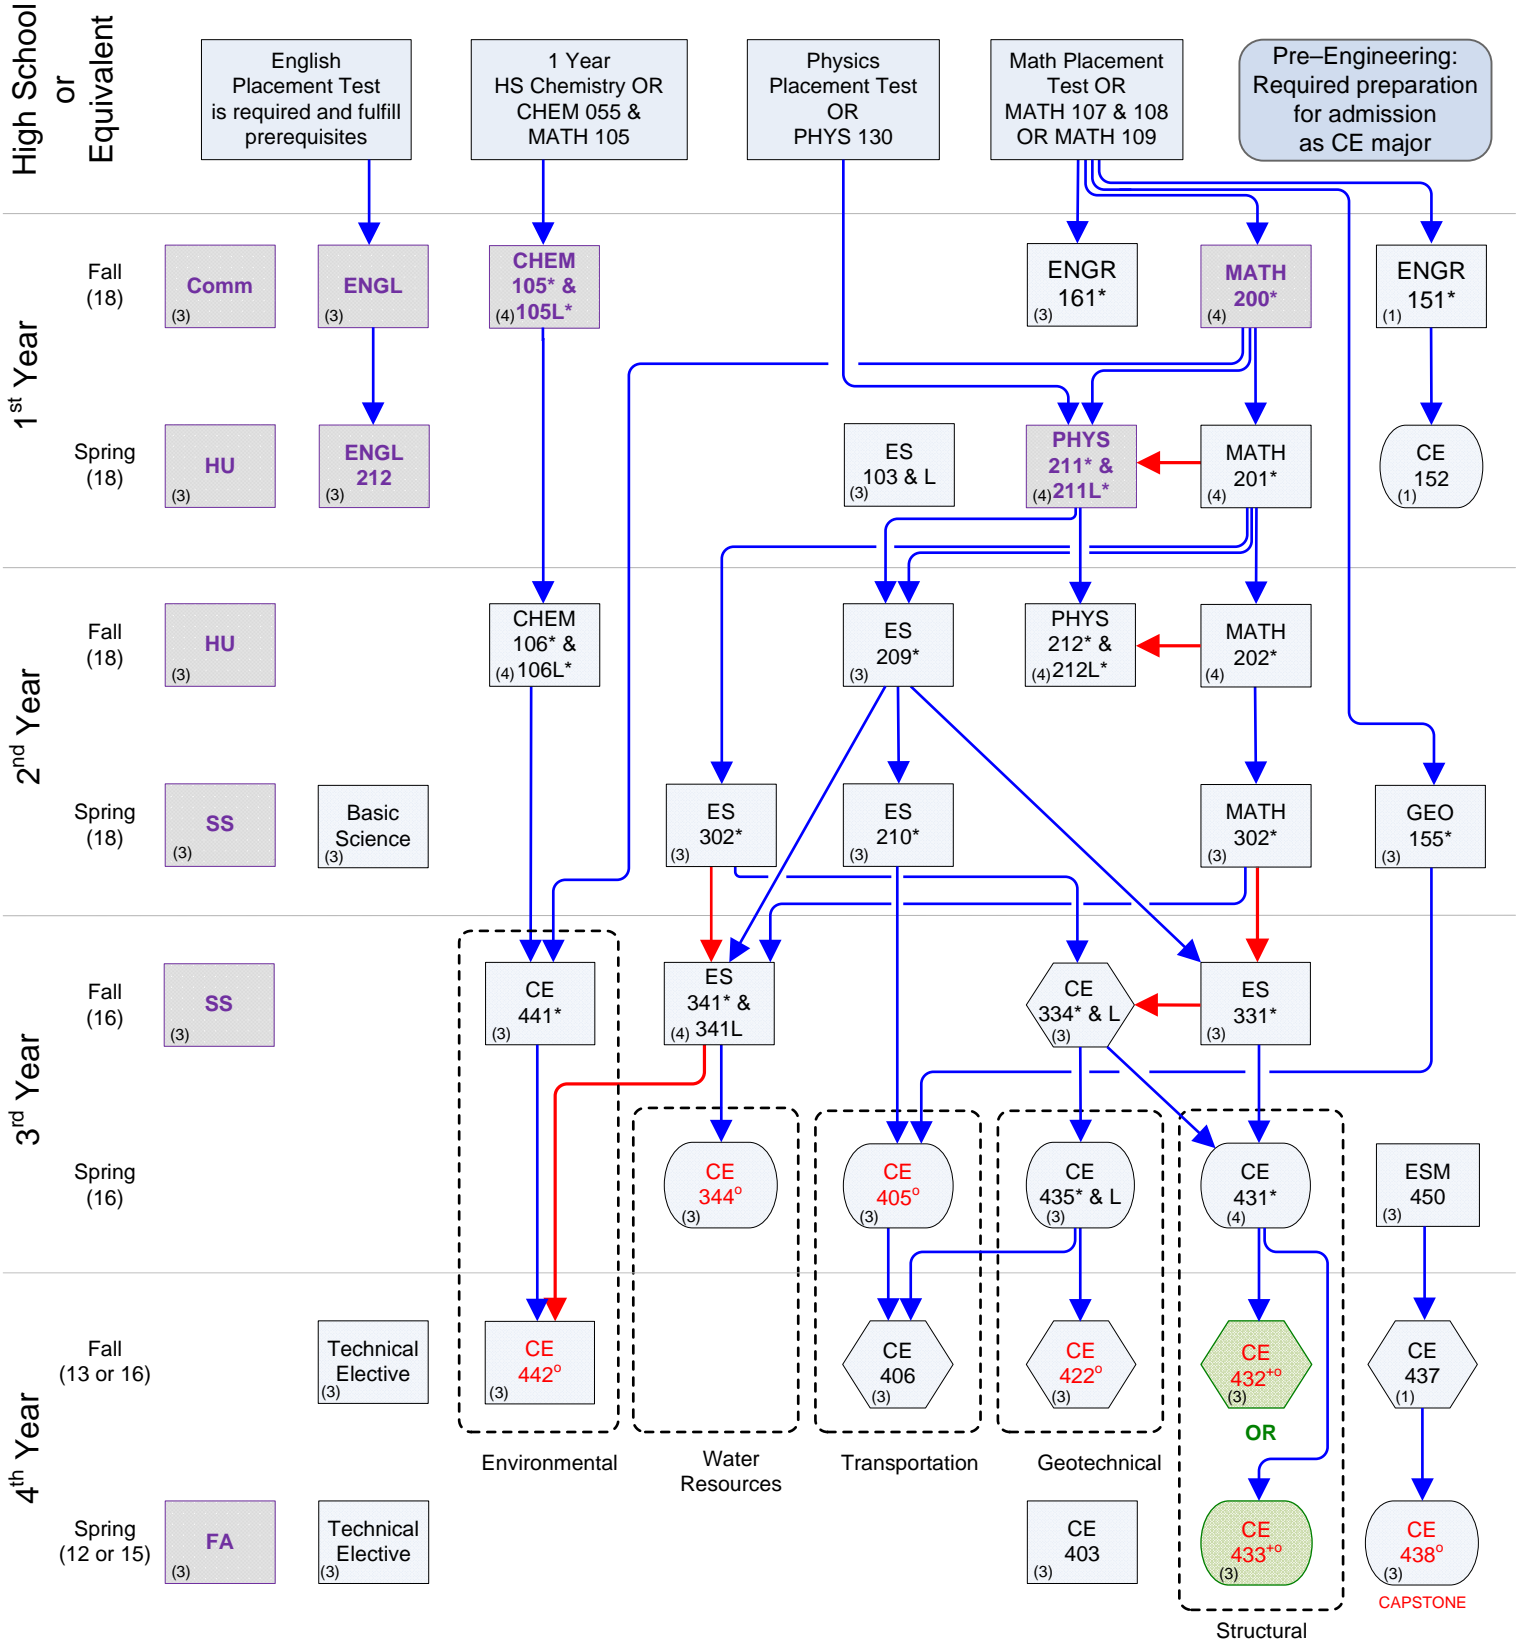 High School
or
Equivalent
English
Placement Test
is required and fulfill
prerequisites
1 Year
HS Chemistry OR
CHEM 055 &
MATH 105
Physics
Placement Test
OR
PHYS 130
Math Placement
Test OR
MATH 107 & 108
OR MATH 109
Pre–Engineering:
Required preparation
for admission
as CE major
1st Year
Fall
(18)
Comm
(3)
ENGL
(3)
CHEM
105* &
105L*
(4)
ENGR
161*
(3)
MATH
200*
(4)
ENGR
151*
(1)
Spring
(18)
HU
(3)
ENGL
212
(3)
ES
103 & L
(3)
PHYS
211* &
211L*
(4)
MATH
201*
(4)
CE
152
(1)
2nd Year
Fall
(18)
HU
(3)
CHEM
106* &
106L*
(4)
ES
209*
(3)
PHYS
212* &
212L*
(4)
MATH
202*
(4)
Spring
(18)
SS
(3)
Basic
Science
(3)
ES
302*
(3)
ES
210*
(3)
MATH
302*
(3)
GEO
155*
(3)
3rd Year
Fall
(16)
SS
(3)
CE
441*
(3)
ES
341* &
341L
(4)
CE
334* & L
(3)
ES
331*
(3)
Spring
(16)
CE
344o
(3)
CE
405o
(3)
CE
435* & L
(3)
CE
431*
(4)
ESM
450
(3)
4th Year
Fall
(13 or 16)
Technical
Elective
(3)
CE
442o
(3)
CE
406
(3)
CE
422o
(3)
CE
432+o
(3)
CE
437
(1)
OR
Environmental
Water
Resources
Transportation
Geotechnical
Spring
(12 or 15)
FA
(3)
Technical
Elective
(3)
CE
403
(3)
CE
433+o
(3)
CE
438o
(3)
CAPSTONE
Structural